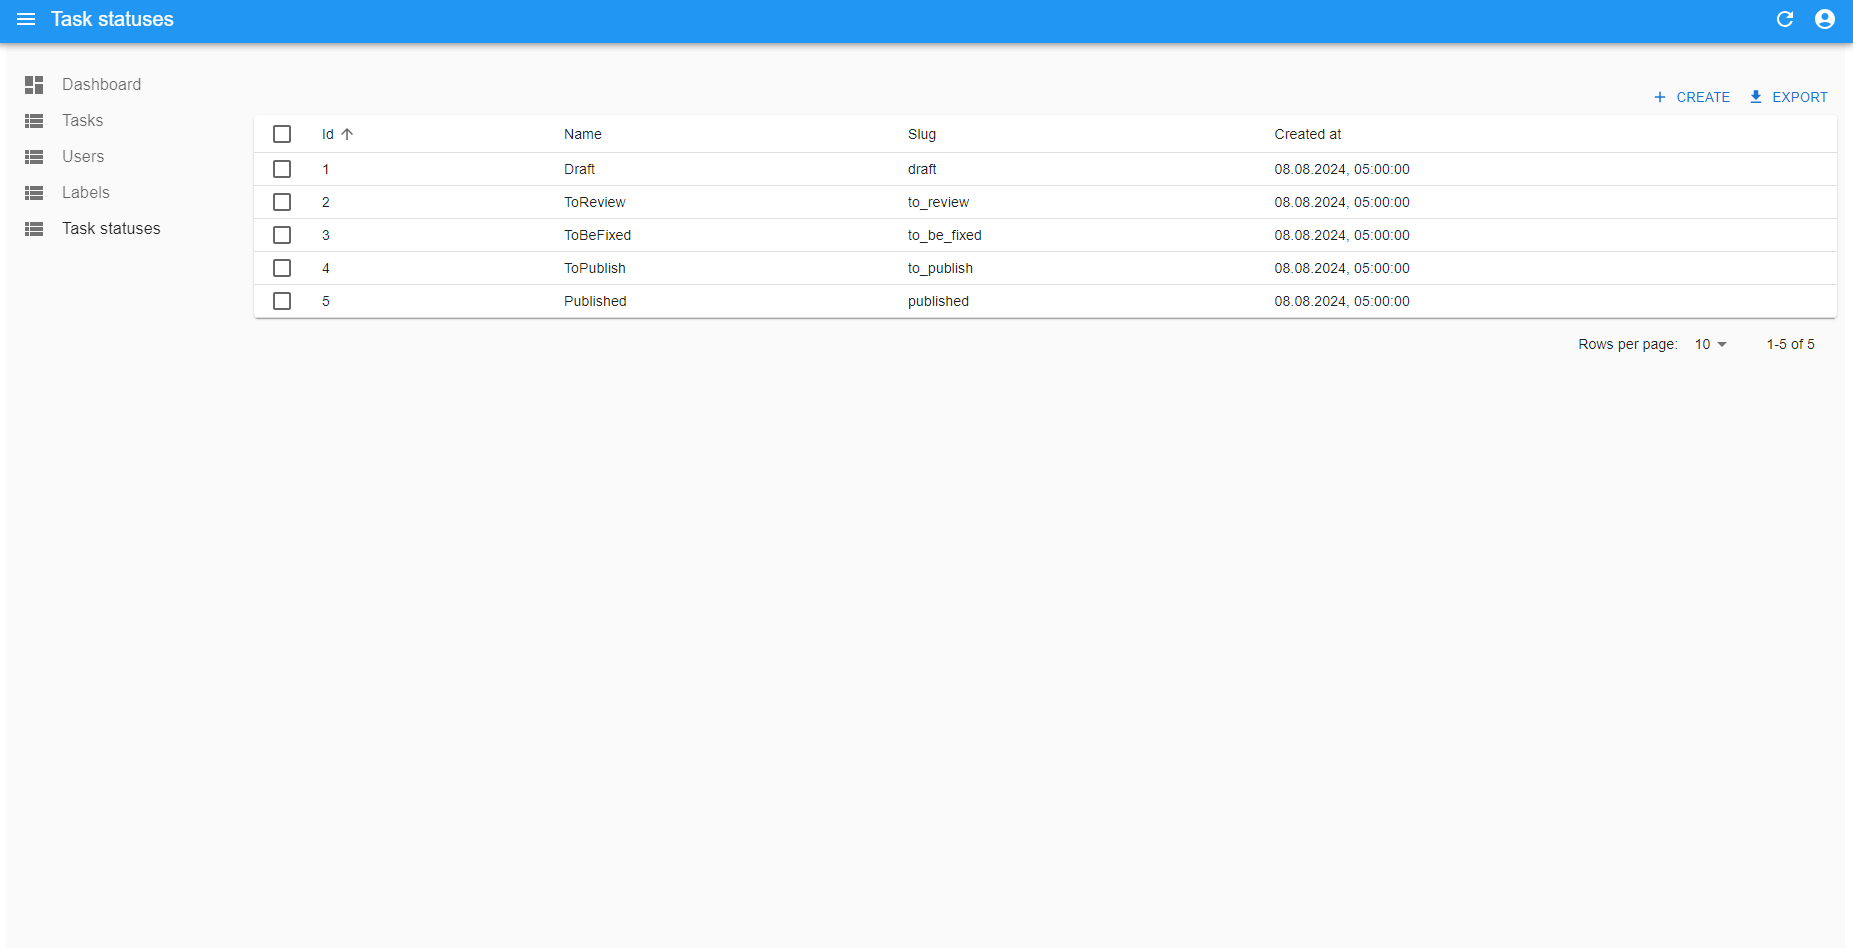 Task statuses
Dashboard
Tasks
Users
Labels
Task statuses
CREATE EXPORT
Id Name Slug Created at
1 Draft draft 08.08.2024, 05:00:00
2 ToReview to_review 08.08.2024, 05:00:00
3 ToBeFixed to_be_fixed 08.08.2024, 05:00:00
4 ToPublish to_publish 08.08.2024, 05:00:00
5 Published published 08.08.2024, 05:00:00
Rows per page: 10 1-5 of 5